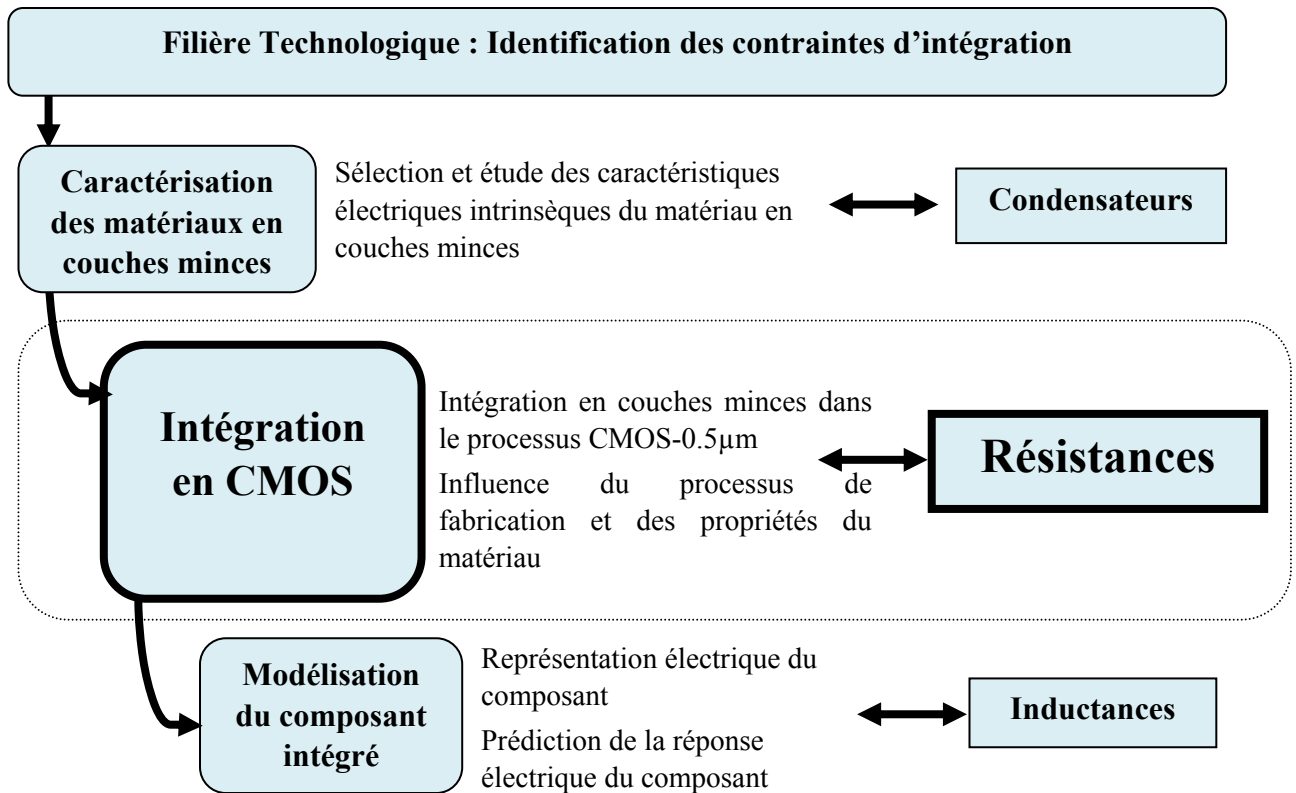 Filière Technologique : Identification des contraintes d’intégration
Caractérisation
des matériaux en
couches minces
Sélection et étude des caractéristiques
électriques intrinsèques du matériau en
couches minces
Condensateurs
Intégration
en CMOS
Intégration en couches minces dans
le processus CMOS-0.5µm
Influence du processus de
fabrication et des propriétés du
matériau
Résistances
Modélisation
du composant
intégré
Représentation électrique du
composant
Prédiction de la réponse
électrique du composant
Inductances